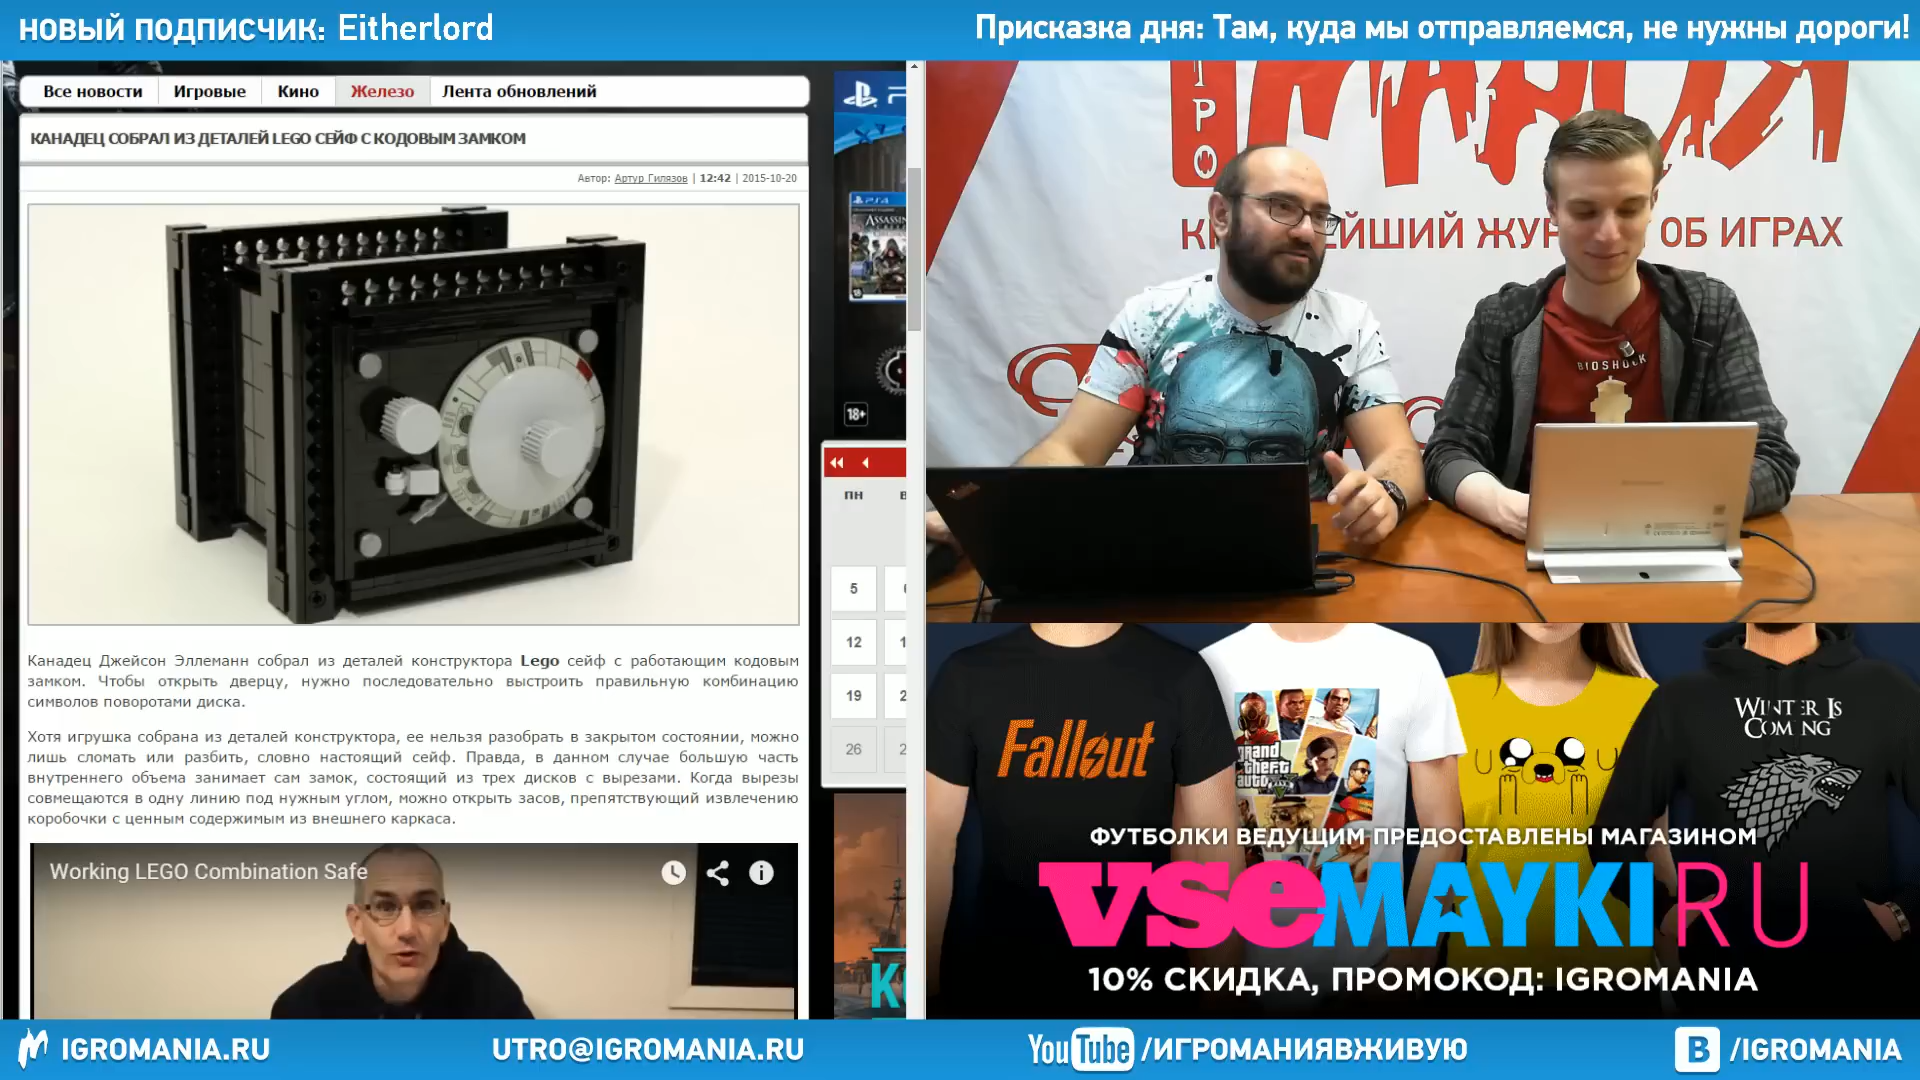 НОВЫЙ ПОДПИСЧИК: Eitherlord
Присказка дня: Там, куда мы отправляемся, не нужны дороги!
Все новости Игровые Кино Железо Лента обновлений
КАНАДЕЦ СОБРАЛ ИЗ ДЕТАЛЕЙ LEGO СЕЙФ С КОДОВЫМ ЗАМКОМ
Автор: Артур Гилязов | 12:42 | 2015-10-20
Канадец Джейсон Эллеманн собрал из деталей конструктора Lego сейф с работающим кодовым
замком. Чтобы открыть дверцу, нужно последовательно выстроить правильную комбинацию
символов поворотами диска.
Хотя игрушка собрана из деталей конструктора, ее нельзя разобрать в закрытом состоянии, можно
лишь сломать или разбить, словно настоящий сейф. Правда, в данном случае большую часть
внутреннего объема занимает сам замок, состоящий из трех дисков с вырезами. Когда вырезы
совмещаются в одну линию под нужным углом, можно открыть засов, препятствующий извлечению
коробочки с ценным содержимым из внешнего каркаса.
Working LEGO Combination Safe
PS4
ASSASSIN
18+
ПН
5
12
19
26
ОБ ИГРАХ
BIOSHOCK
Fallout
grand
theft
auto
WINTER IS
COMING
ФУТБОЛКИ ВЕДУЩИМ ПРЕДОСТАВЛЕНЫ МАГАЗИНОМ
VSEMAYKI RU
10% СКИДКА, ПРОМОКОД: IGROMANIA
IGROMANIA.RU
UTRO@IGROMANIA.RU
YouTube /ИГРОМАНИЯВЖИВУЮ
В /IGROMANIA